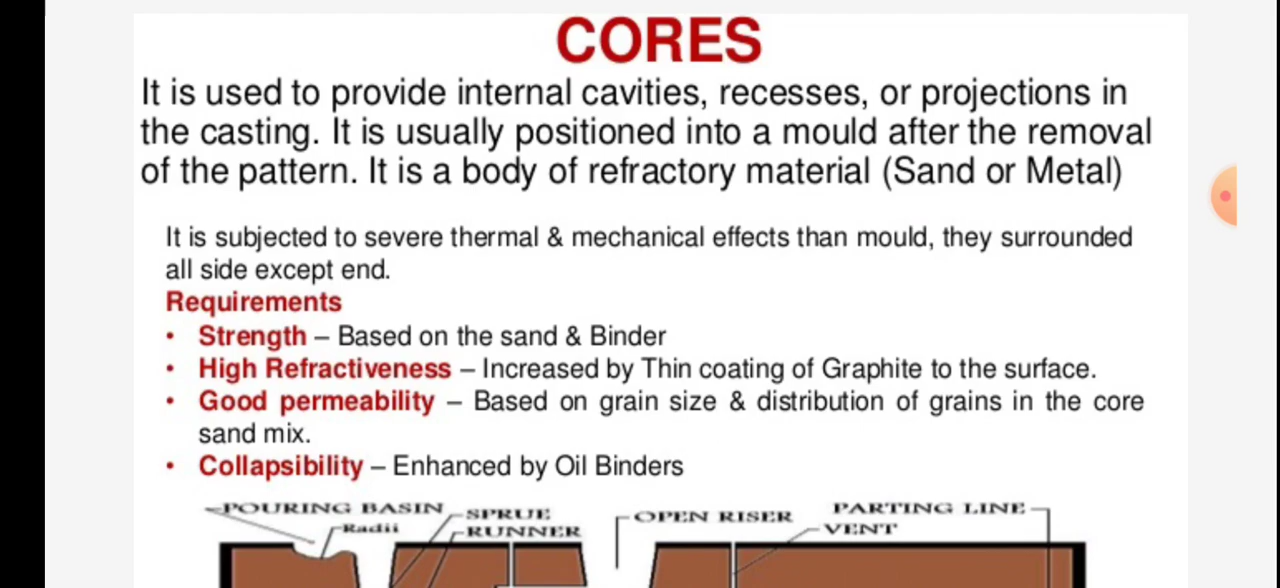 CORES
It is used to provide internal cavities, recesses, or projections in
the casting. It is usually positioned into a mould after the removal
of the pattern. It is a body of refractory material (Sand or Metal)
It is subjected to severe thermal & mechanical effects than mould, they surrounded
all side except end.
Requirements
• Strength – Based on the sand & Binder
• High Refractiveness – Increased by Thin coating of Graphite to the surface.
• Good permeability – Based on grain size & distribution of grains in the core
sand mix.
• Collapsibility – Enhanced by Oil Binders
POURING BASIN
SPRUE
OPEN RISER
PARTING LINE
Radii
RUNNER
VENT